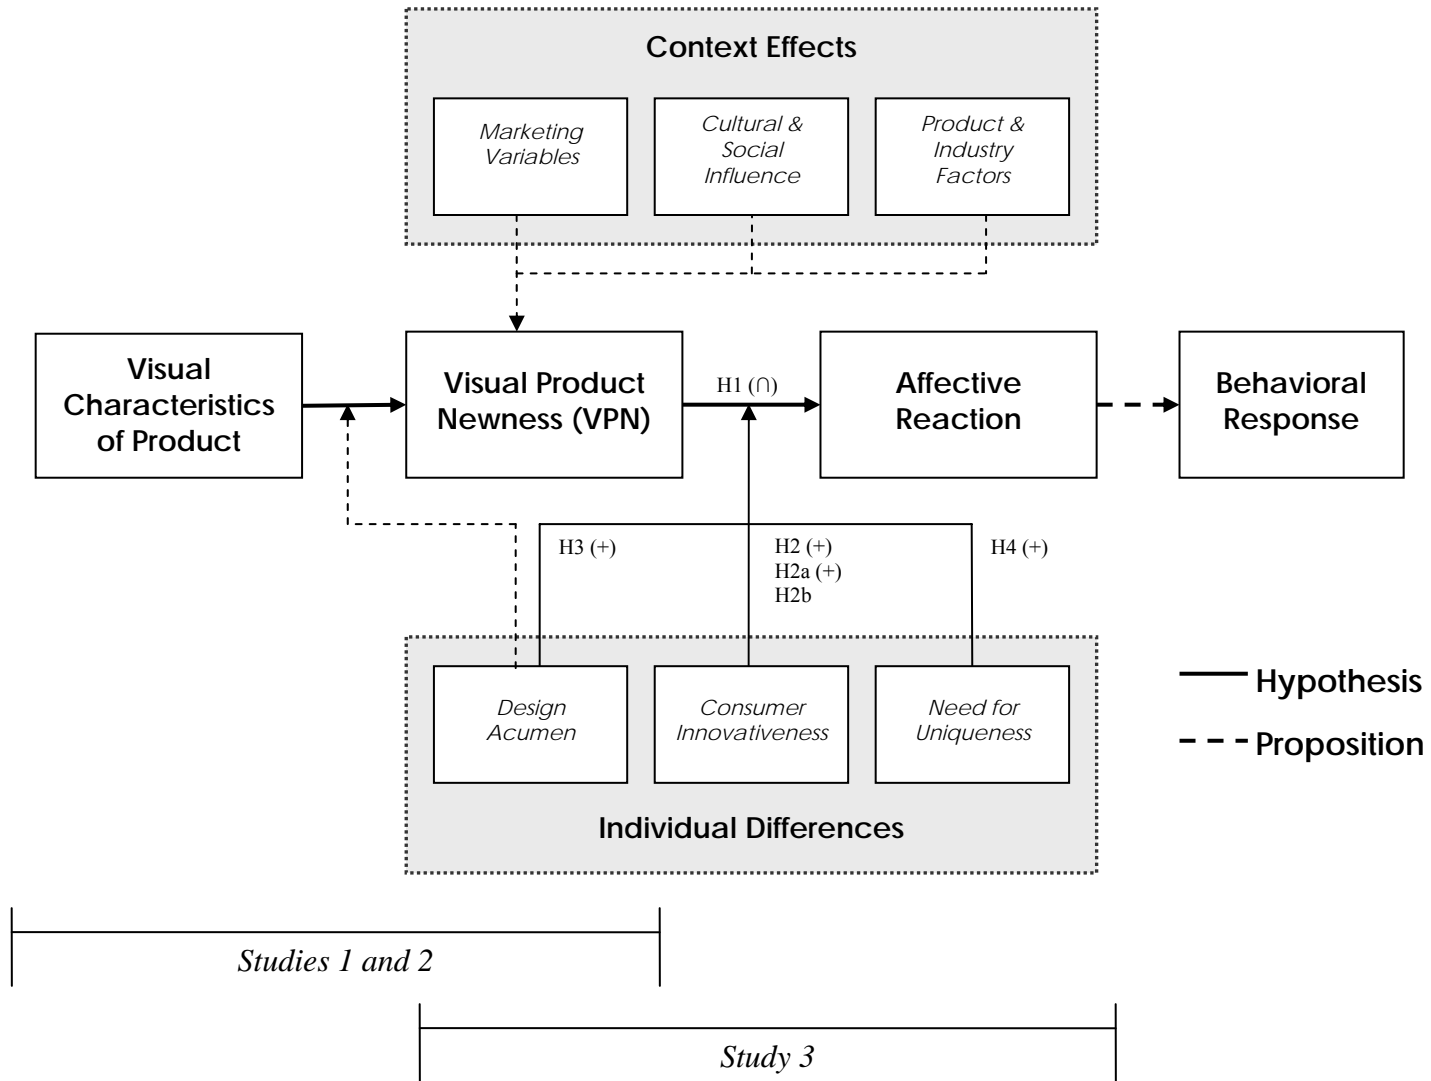 Context Effects
Marketing
Variables
Cultural &
Social
Influence
Product &
Industry
Factors
Visual
Characteristics
of Product
Visual Product
Newness (VPN)
H1 (∩)
Affective
Reaction
Behavioral
Response
H3 (+)
H2 (+)
H2a (+)
H2b
H4 (+)
Design
Acumen
Consumer
Innovativeness
Need for
Uniqueness
Individual Differences
Hypothesis
Proposition
Studies 1 and 2
Study 3